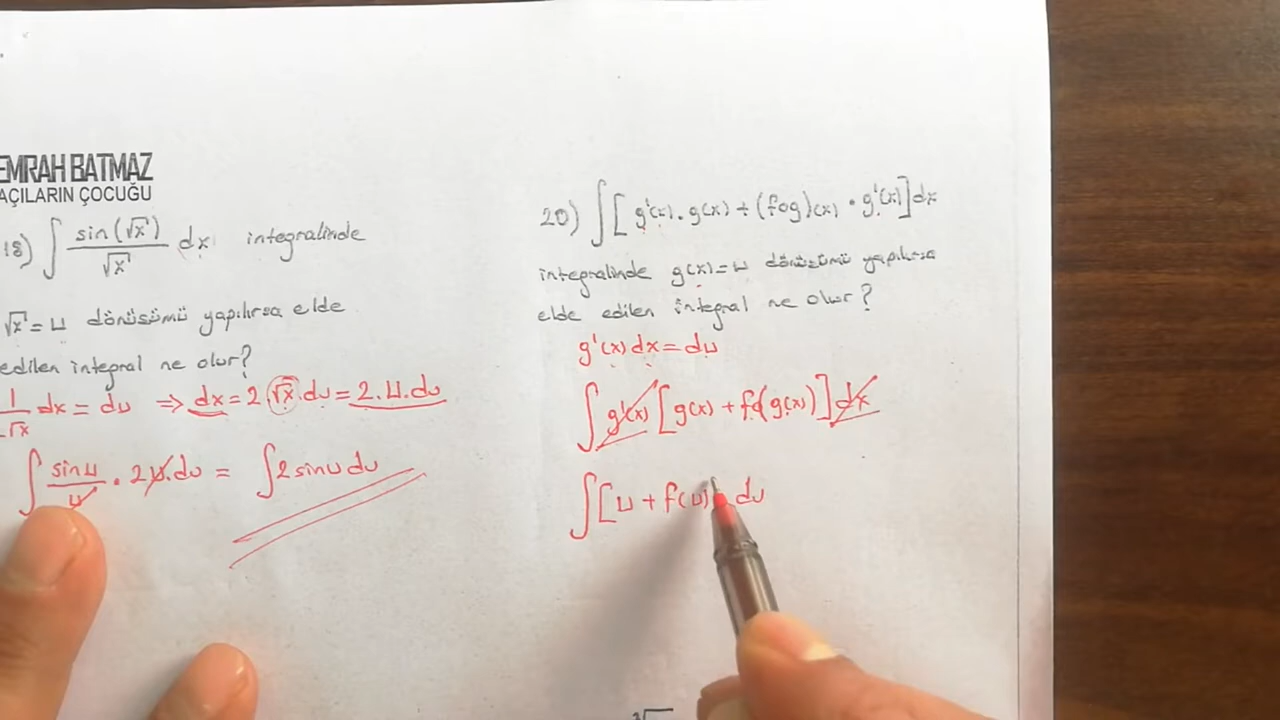 EMRAH BATMAZ
AÇILARIN ÇOCUĞU
18) ∫ sin(√x)/√x dx integralinde
√x = u dönüşümü yapılırsa elde
edilen integral ne olur?
1/2√x dx = du ⇒ dx = 2.√x.du = 2.u.du
∫ sinu/u . 2u.du = ∫2sinu du
20) ∫[g'(x).g(x) + (fog)(x) . g'(x)]dx
integralinde g(x)=u dönüşümü yapılırsa
elde edilen integral ne olur?
g'(x)dx = du
∫ g'(x) [g(x) + f(g(x))] dx
∫[u + f(u)] du